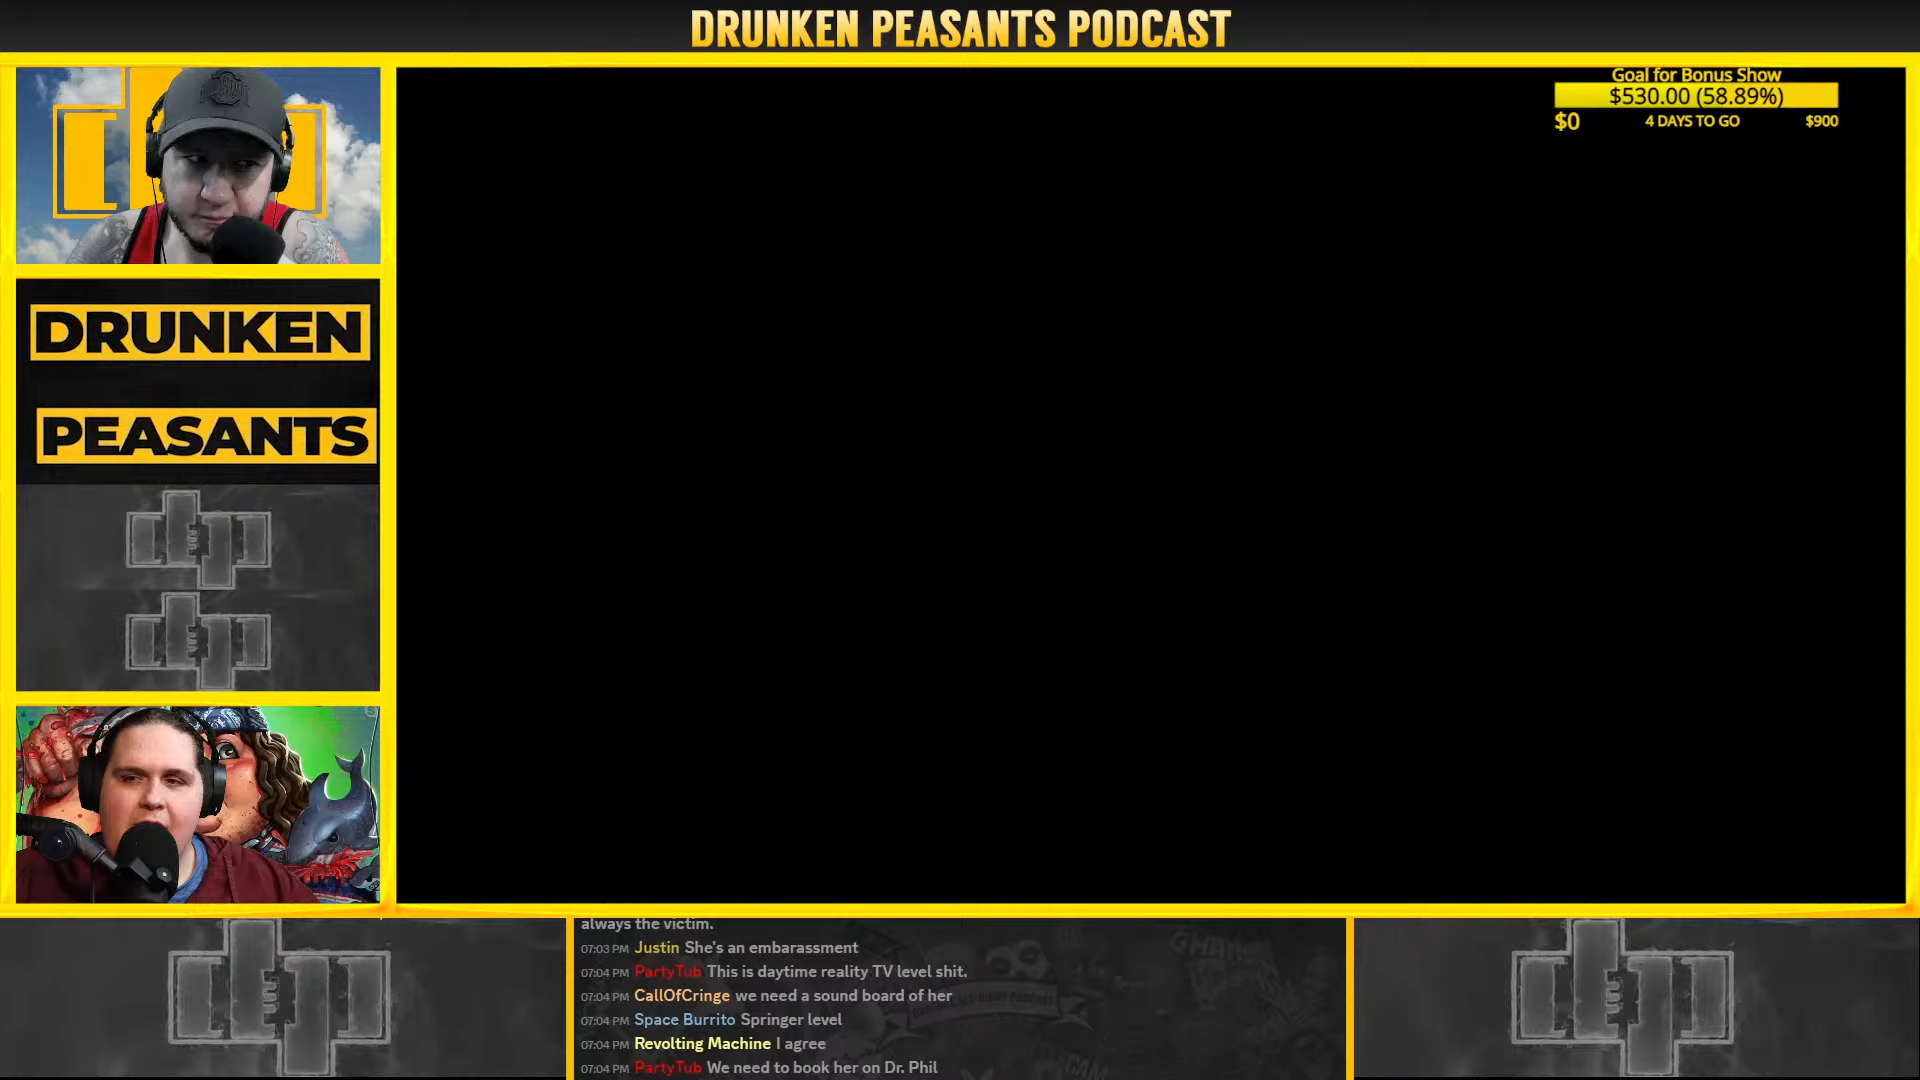 DRUNKEN PEASANTS PODCAST
Goal for Bonus Show
$530.00 (58.89%)
$0 4 DAYS TO GO $900
DRUNKEN
PEASANTS
always the victim.
07:03 PM Justin She's an embarassment
07:04 PM PartyTub This is daytime reality TV level shit.
07:04 PM CallOfCringe we need a sound board of her
07:04 PM Space Burrito Springer level
07:04 PM Revolting Machine I agree
07:04 PM PartyTub We need to book her on Dr. Phil